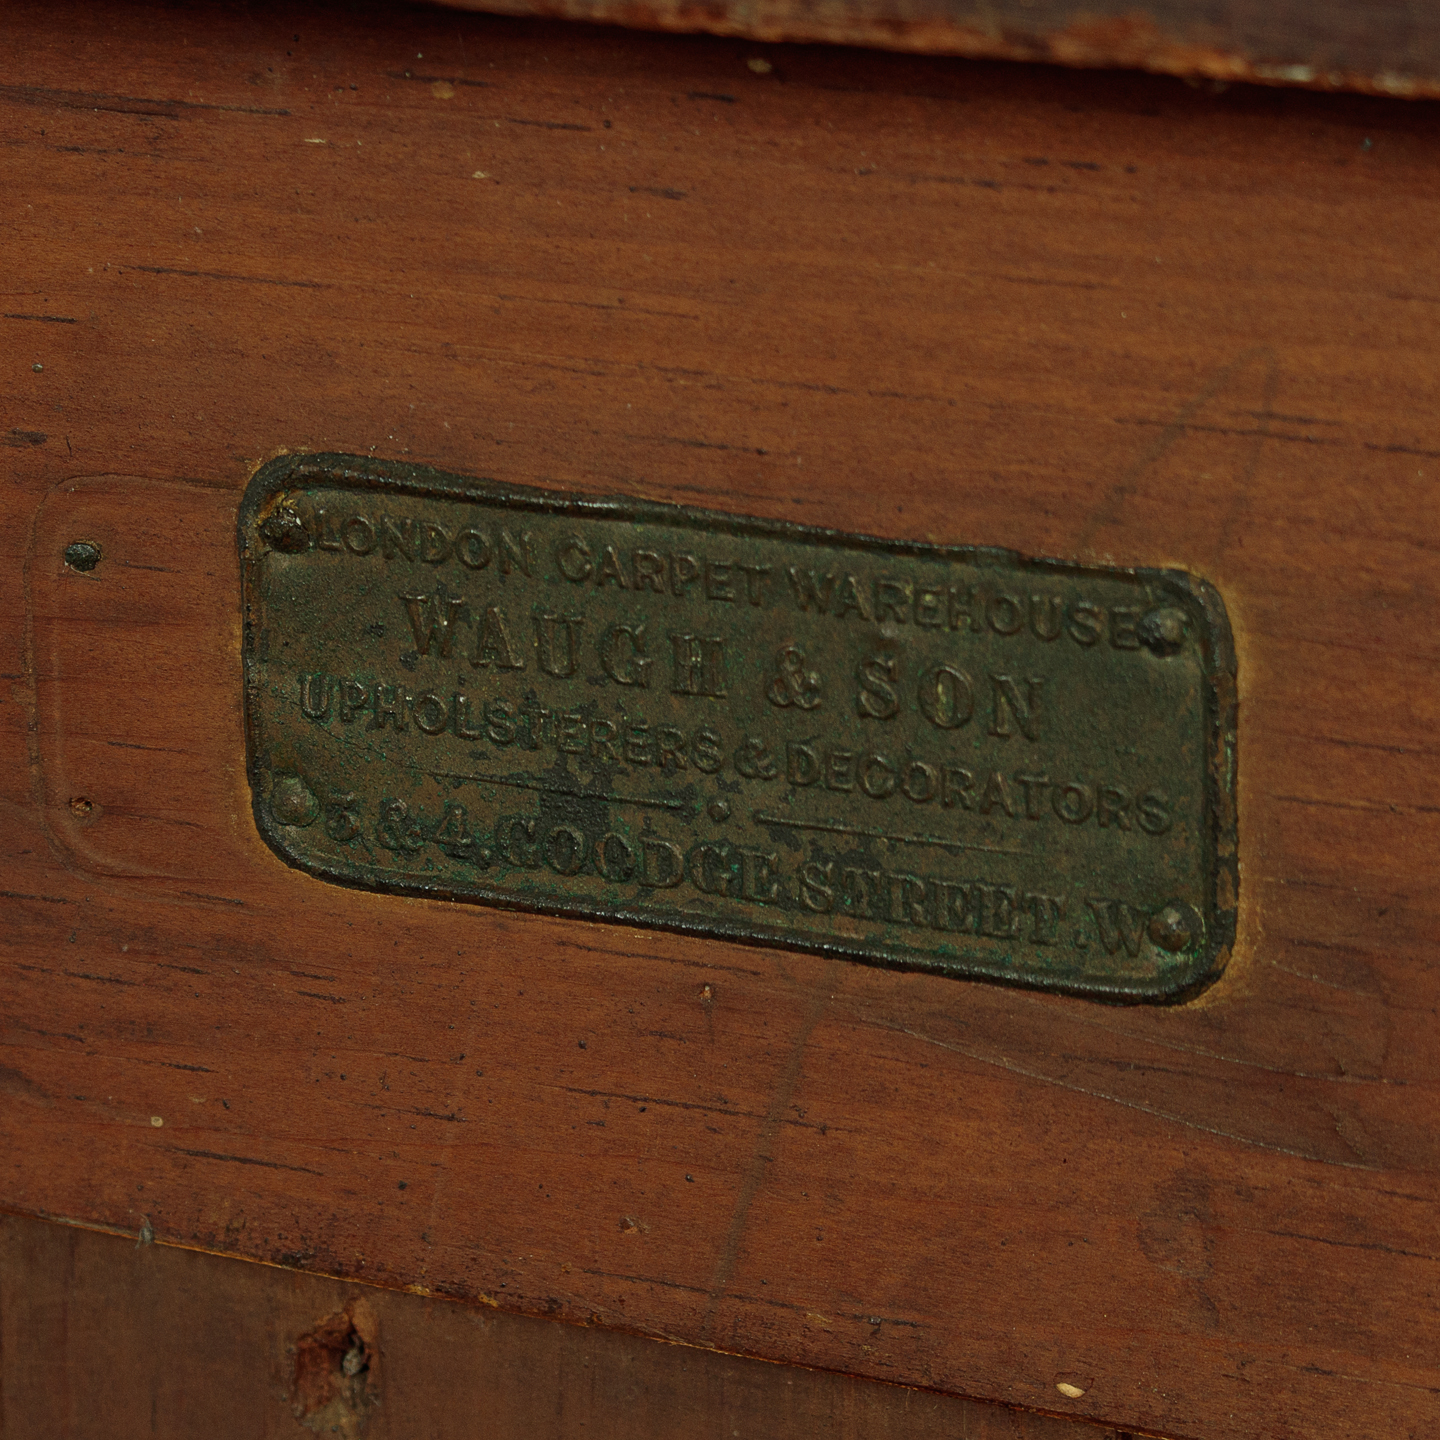 LONDON CARPET WAREHOUSE
WAUGH & SON
UPHOLSTERERS & DECORATORS
3 & 4, GOODGE STREET. W